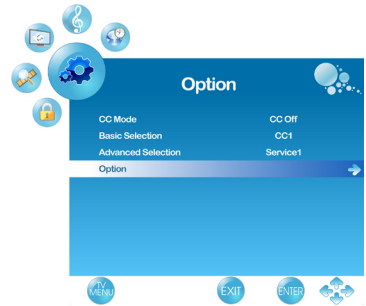 Option
CC Mode CC Off
Basic Selection CC1
Advanced Selection Service1
Option
TV MENU EXIT ENTER